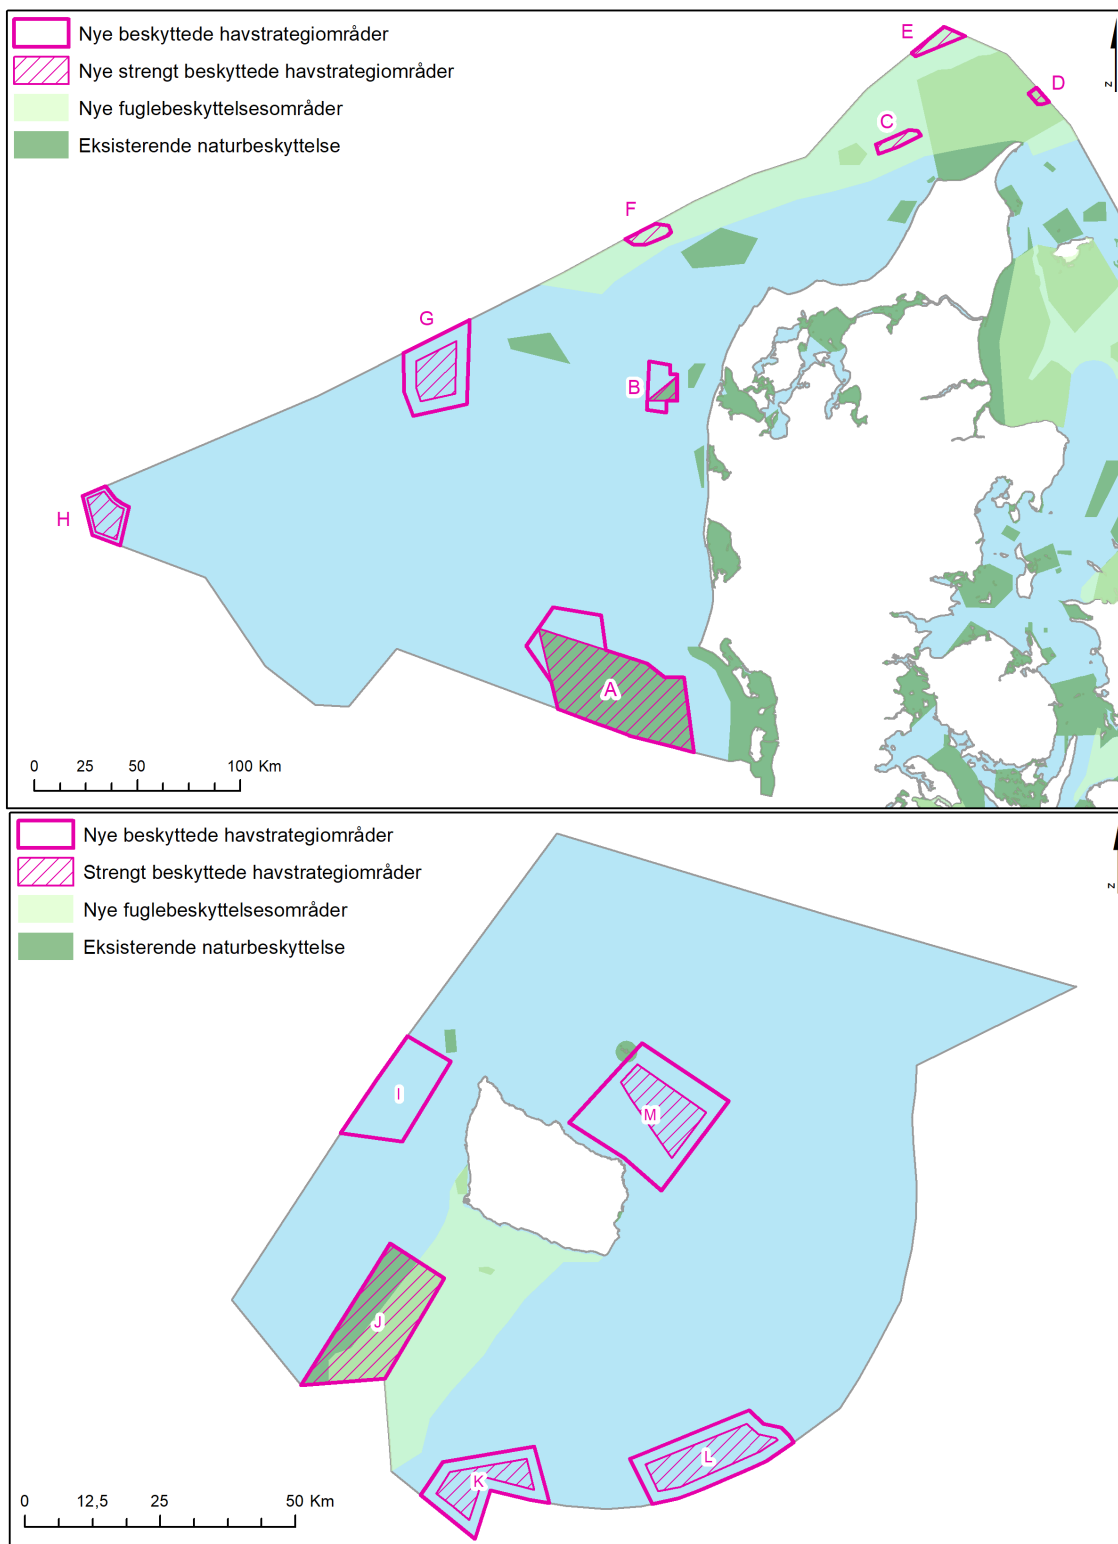 Nye beskyttede havstrategiområder
Nye strengt beskyttede havstrategiområder
Nye fuglebeskyttelsesområder
Eksisterende naturbeskyttelse
E
D
C
F
G
B
H
A
z
0 25 50 100 Km
Nye beskyttede havstrategiområder
Strengt beskyttede havstrategiområder
Nye fuglebeskyttelsesområder
Eksisterende naturbeskyttelse
z
I
M
J
L
K
0 12,5 25 50 Km